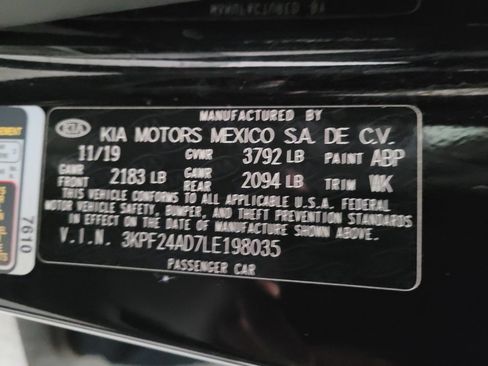 MANUFACTURED BY
KIA KIA MOTORS MEXICO S.A. DE C.V.
11/19 GVWR 3792 LB PAINT ABP
GAWR FRONT 2183 LB GAWR REAR 2094 LB TRIM WK
THIS VEHICLE CONFORMS TO ALL APPLICABLE U.S.A. FEDERAL
MOTOR VEHICLE SAFETY, BUMPER, AND THEFT PREVENTION STANDARDS
IN EFFECT ON THE DATE OF MANUFACTURE SHOWN ABOVE.
V.I.N. 3KPF24AD7LE198035
PASSENGER CAR
7610